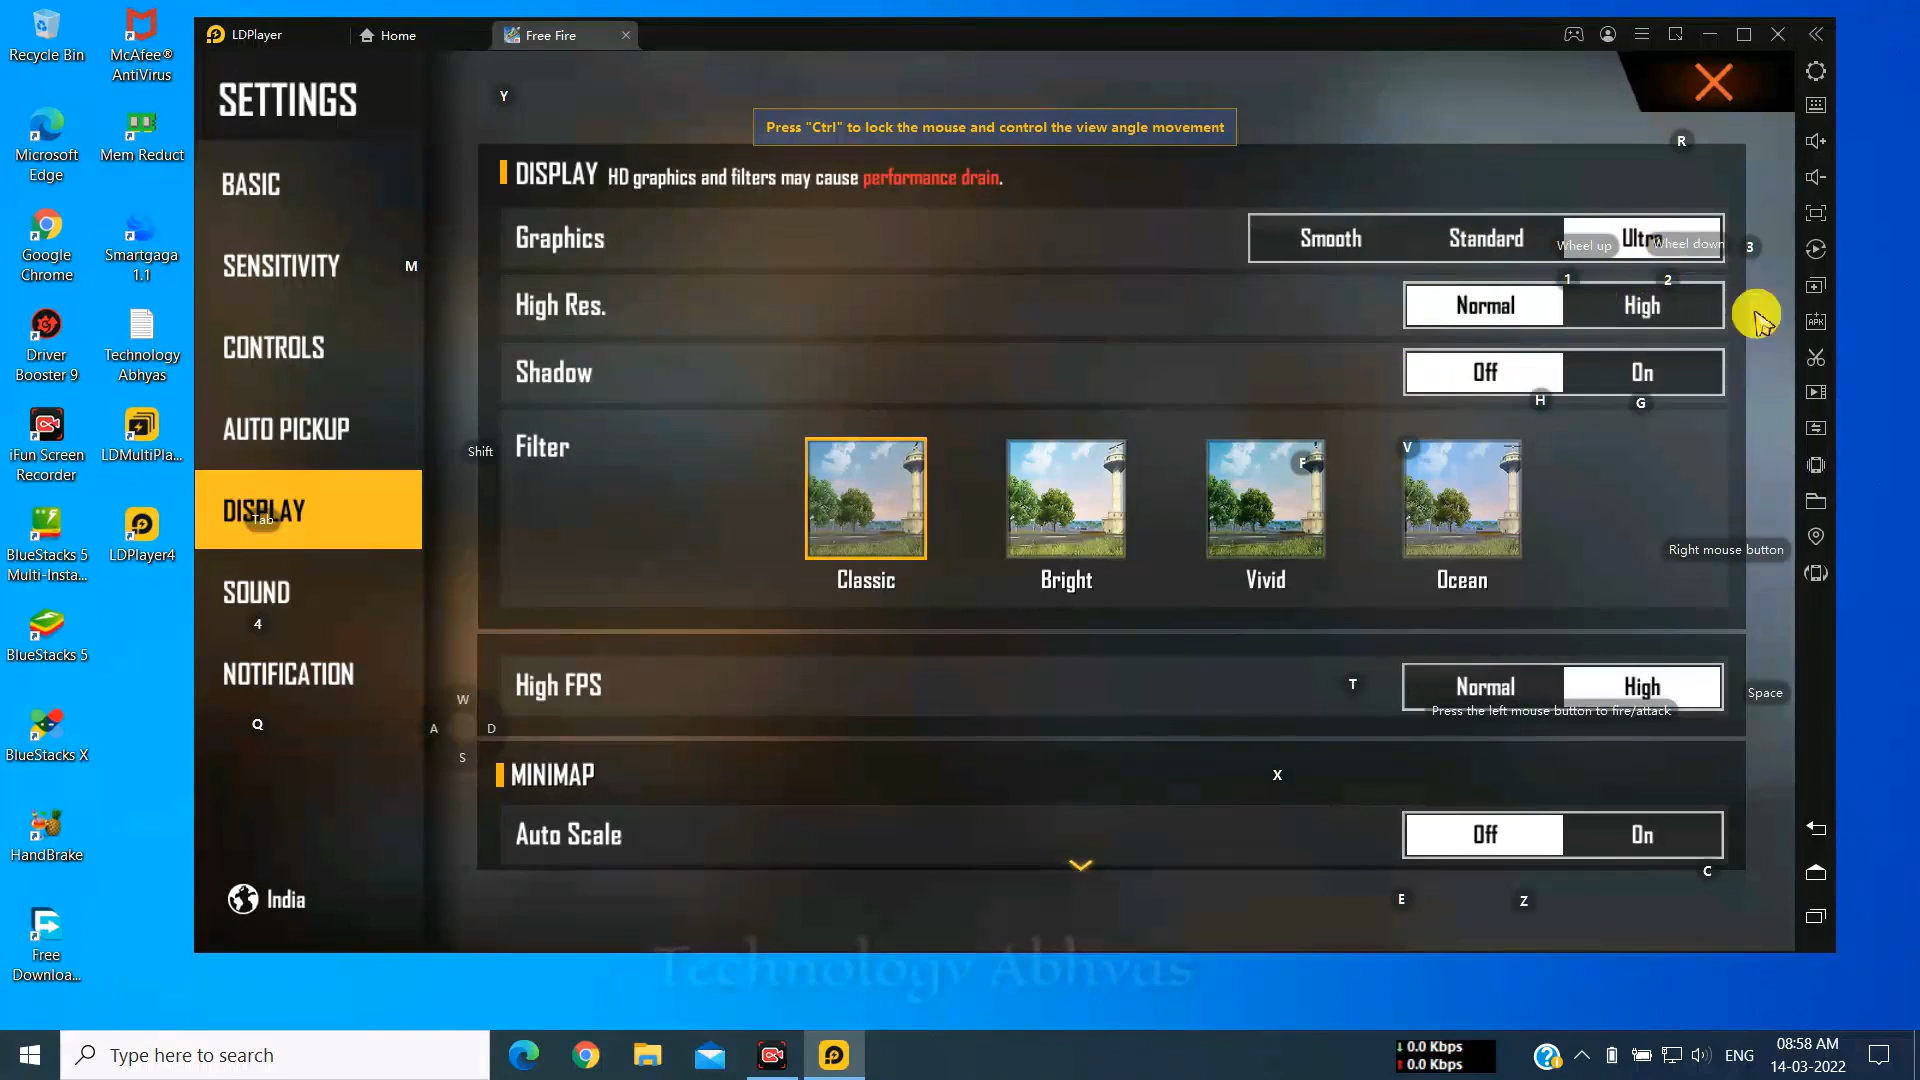 Recycle Bin
McAfee®
AntiVirus
Microsoft
Edge
Mem Reduct
Google
Chrome
Smartgaga
1.1
Driver
Booster 9
Technology
Abhyas
iFun Screen
Recorder
LDMultiPla...
BlueStacks 5
Multi-Insta...
LDPlayer4
BlueStacks 5
BlueStacks X
HandBrake
Free
Downloa...
LDPlayer
Home
Free Fire
SETTINGS
BASIC
SENSITIVITY
M
CONTROLS
AUTO PICKUP
Shift
DISPLAY
Tab
SOUND
4
NOTIFICATION
Q
W
A
D
S
India
Y
Press "Ctrl" to lock the mouse and control the view angle movement
R
DISPLAY HD graphics and filters may cause performance drain.
Graphics
Smooth
Standard
Ultra
Wheel up
Wheel down
3
1
2
High Res.
Normal
High
APK
Shadow
Off
On
H
G
Filter
F
V
Classic
Bright
Vivid
Ocean
Right mouse button
High FPS
T
Normal
High
Space
Press the left mouse button to fire/attack
MINIMAP
X
Auto Scale
Off
On
C
E
Z
Technology Abhyas
Type here to search
↓ 0.0 Kbps
↑ 0.0 Kbps
ENG
08:58 AM
14-03-2022